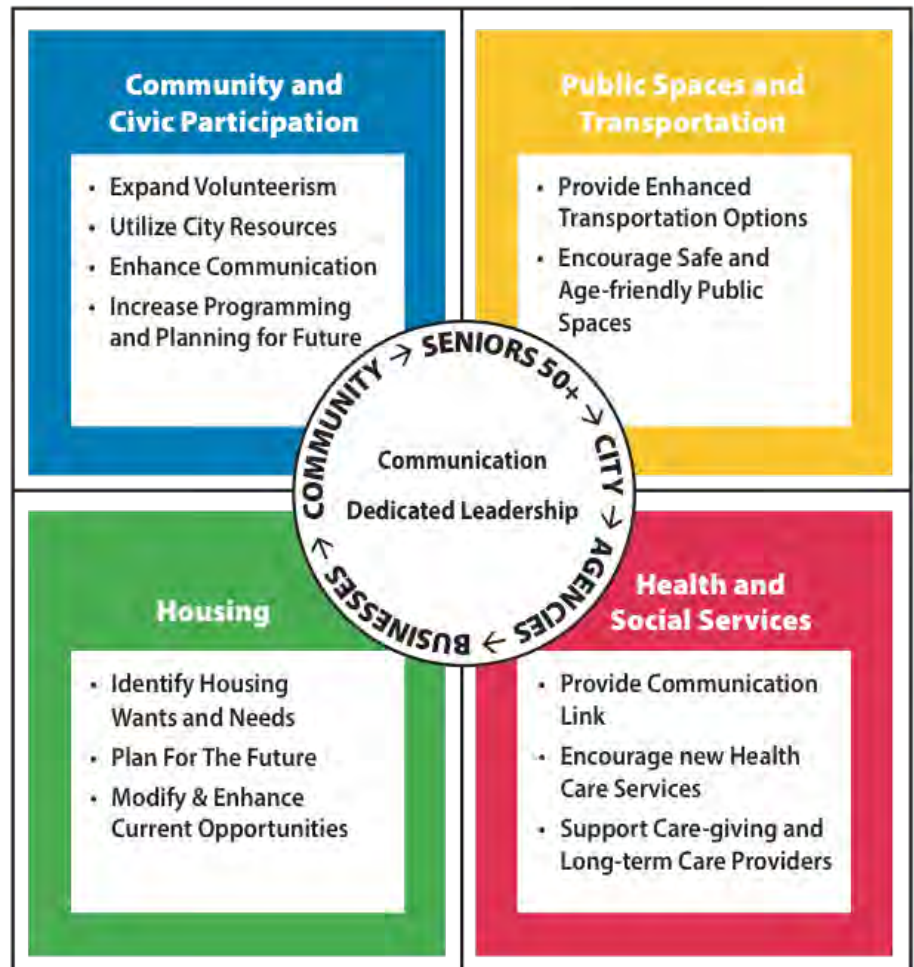 Community and
Civic Participation
• Expand Volunteerism
• Utilize City Resources
• Enhance Communication
• Increase Programming
and Planning for Future
Public Spaces and
Transportation
• Provide Enhanced
Transportation Options
• Encourage Safe and
Age-friendly Public
Spaces
COMMUNITY → SENIORS 50+ → CITY → AGENCIES → BUSINESSES →
Communication
Dedicated Leadership
Housing
• Identify Housing
Wants and Needs
• Plan For The Future
• Modify & Enhance
Current Opportunities
Health and
Social Services
• Provide Communication
Link
• Encourage new Health
Care Services
• Support Care-giving and
Long-term Care Providers